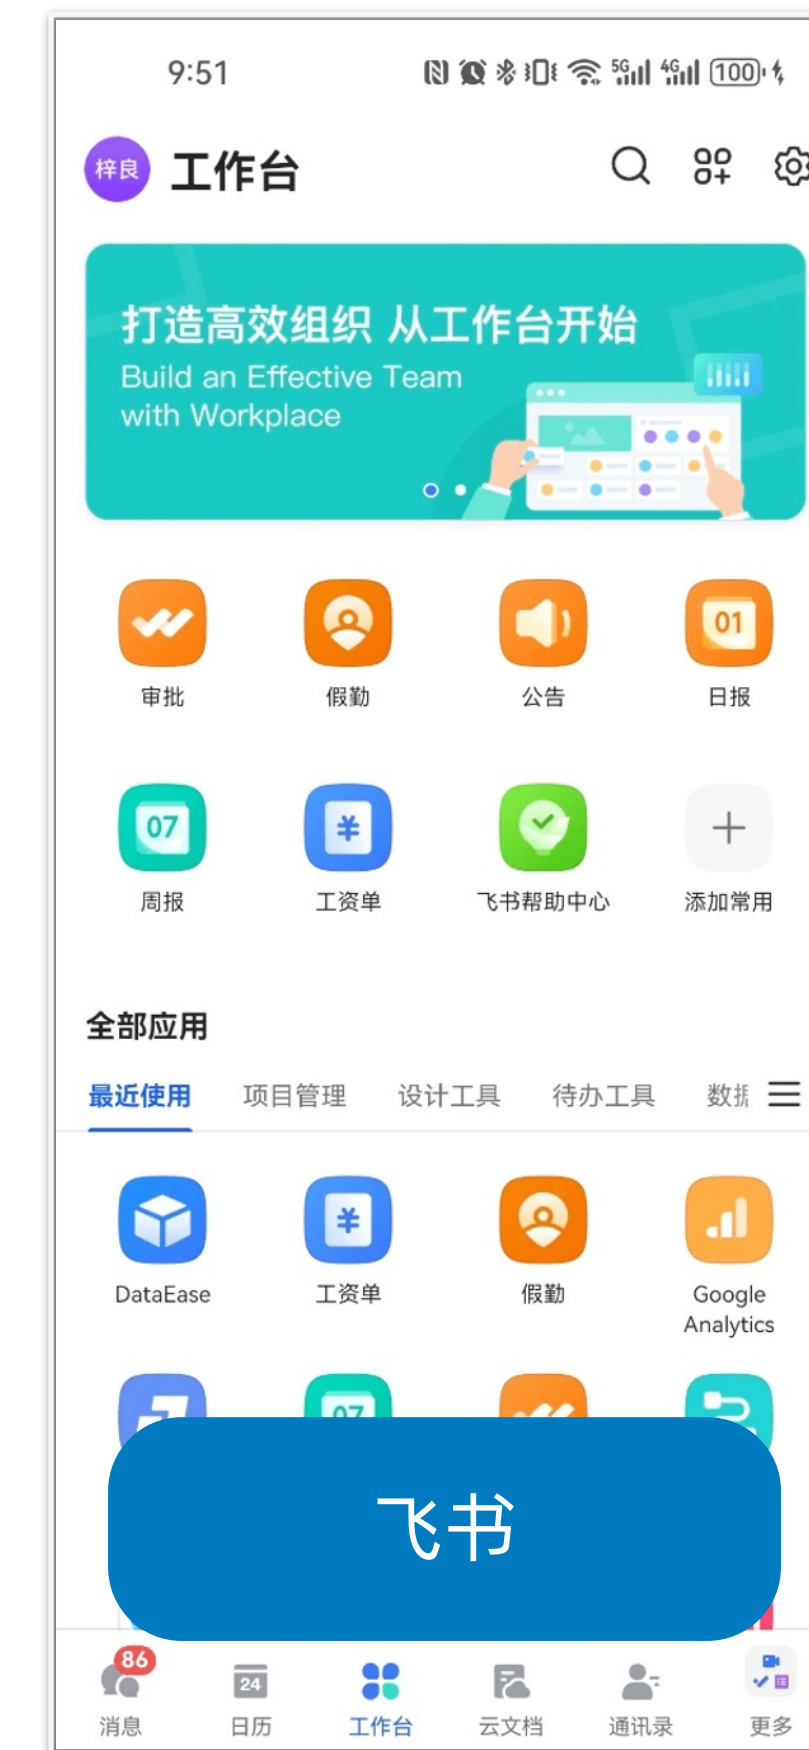 9:51
5G 4G 100
梓良 工作台
打造高效组织 从工作台开始
Build an Effective Team
with Workplace
01
审批 假勤 公告 日报
07 ¥
周报 工资单 飞书帮助中心 添加常用
全部应用
最近使用 项目管理 设计工具 待办工具 数据
¥
DataEase 工资单 假勤 Google
Analytics
07
飞书
86
24
消息 日历 工作台 云文档 通讯录 更多